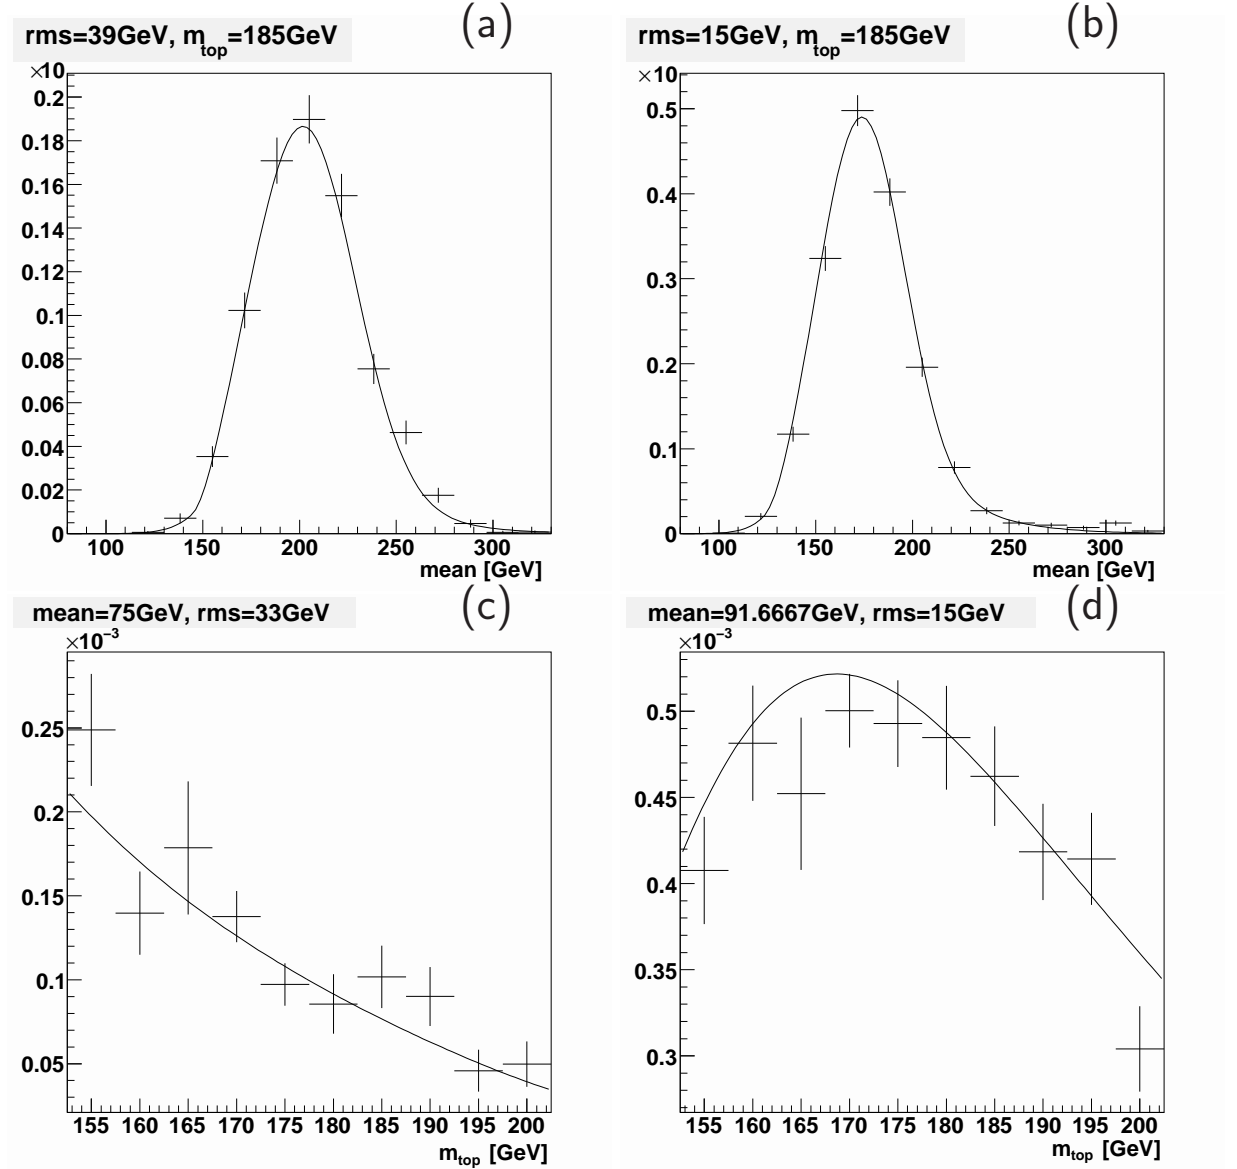 rms=39GeV, mtop=185GeV (a)
×10
0.2
0.18
0.16
0.14
0.12
0.1
0.08
0.06
0.04
0.02
0
100 150 200 250 300
mean [GeV]
rms=15GeV, mtop=185GeV (b)
×10
0.5
0.4
0.3
0.2
0.1
0
100 150 200 250 300
mean [GeV]
mean=75GeV, rms=33GeV (c)
×10−3
0.25
0.2
0.15
0.1
0.05
155 160 165 170 175 180 185 190 195 200
mtop [GeV]
mean=91.6667GeV, rms=15GeV (d)
×10−3
0.5
0.45
0.4
0.35
0.3
155 160 165 170 175 180 185 190 195 200
mtop [GeV]